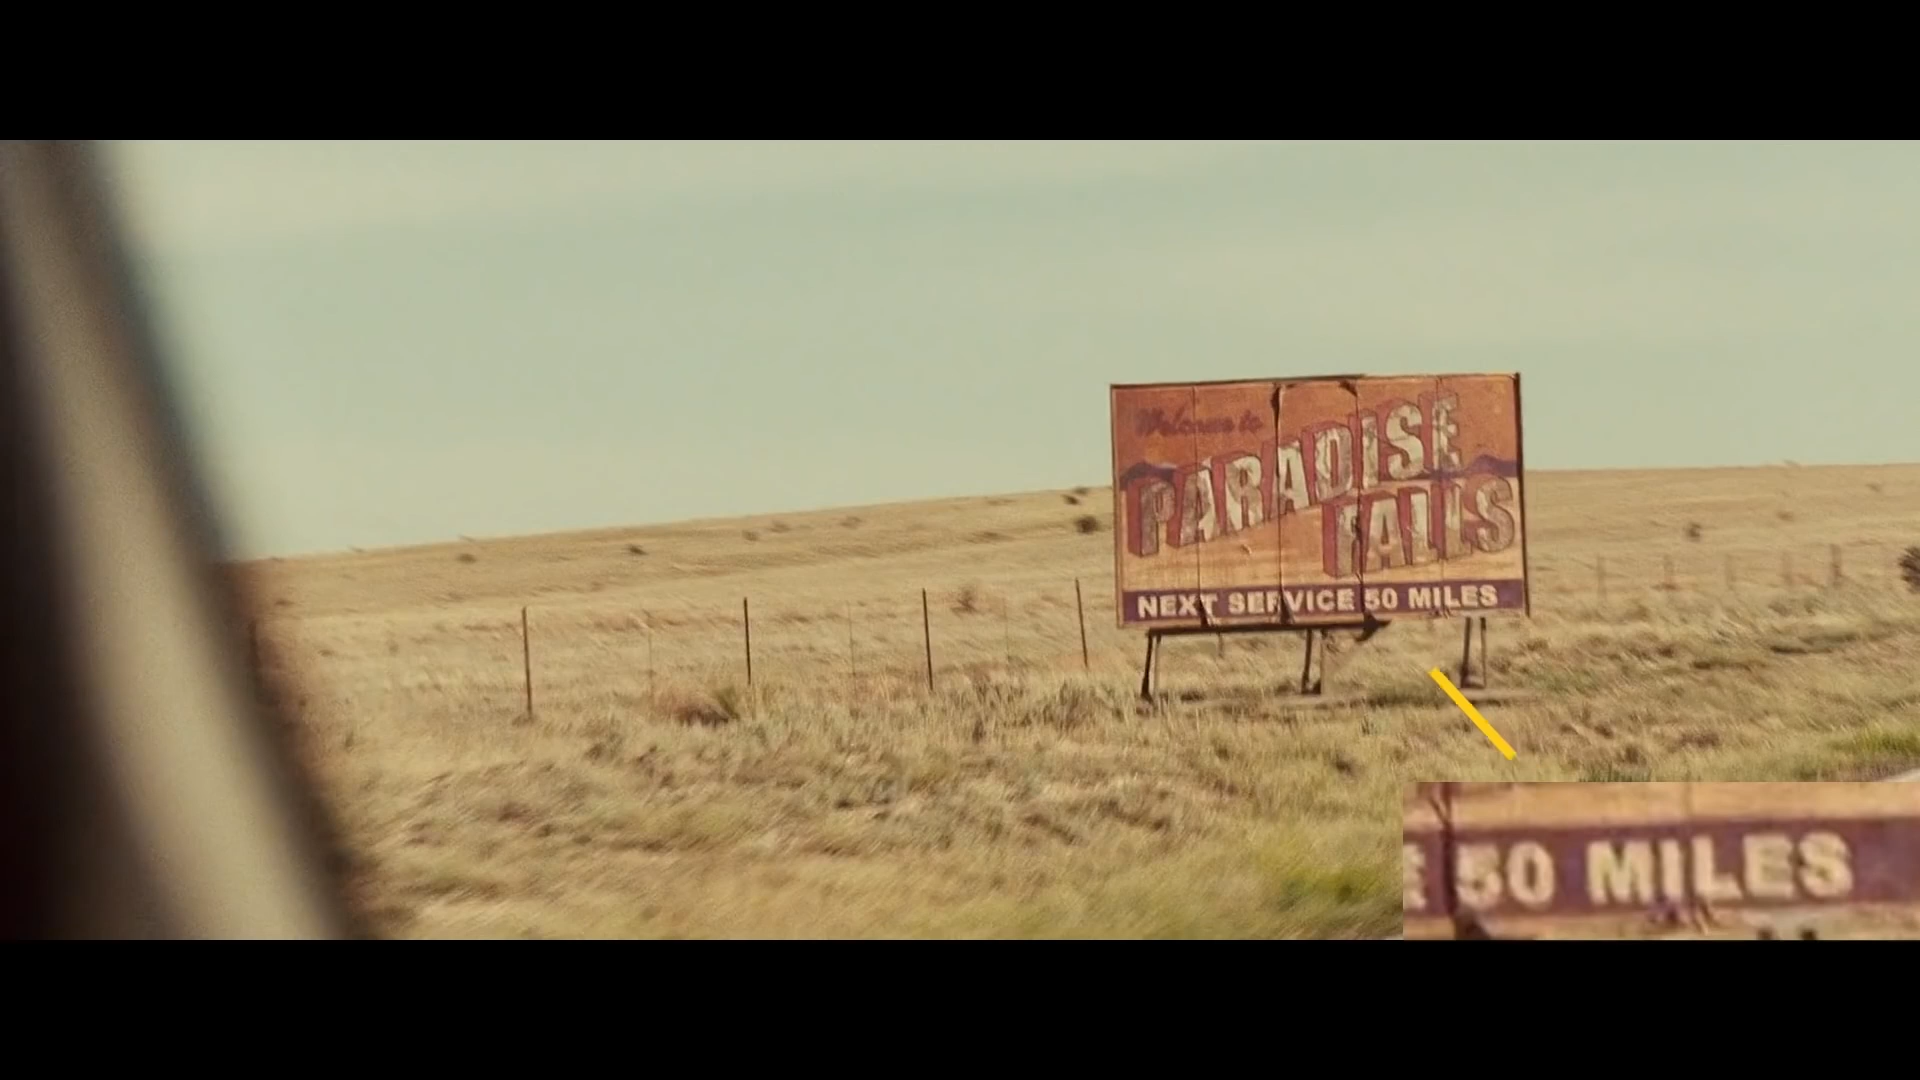 Welcome to
PARADISE
FALLS
NEXT SERVICE 50 MILES
50 MILES